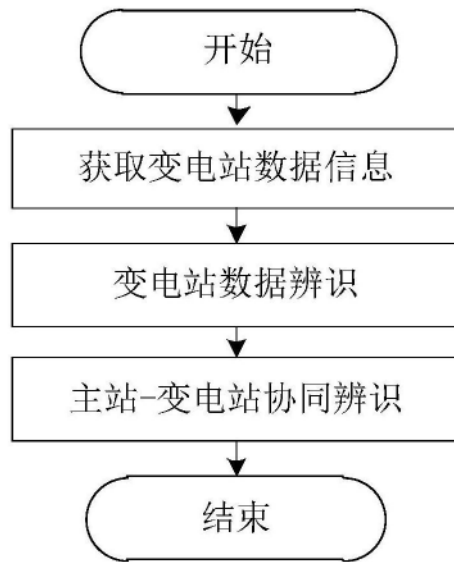 开始
获取变电站数据信息
变电站数据辨识
主站-变电站协同辨识
结束